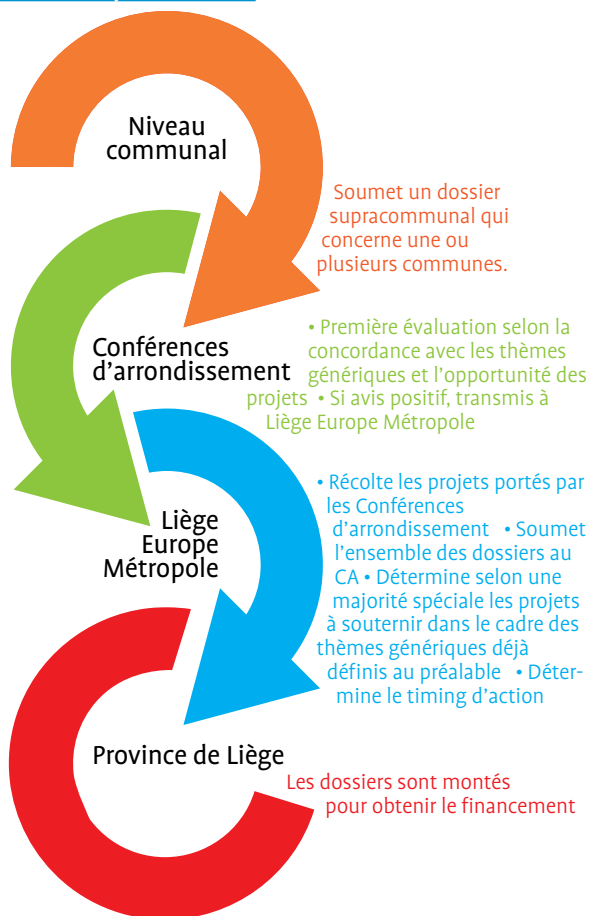 Niveau
communal
Soumet un dossier
supracommunal qui
concerne une ou
plusieurs communes.
Conférences
d'arrondissement
• Première évaluation selon la
concordance avec les thèmes
génériques et l'opportunité des
projets • Si avis positif, transmis à
Liège Europe Métropole
Liège
Europe
Métropole
• Récolte les projets portés par
les Conférences
d'arrondissement • Soumet
l'ensemble des dossiers au
CA • Détermine selon une
majorité spéciale les projets
à souternir dans le cadre des
thèmes génériques déjà
définis au préalable • Déter-
mine le timing d'action
Province de Liège
Les dossiers sont montés
pour obtenir le financement